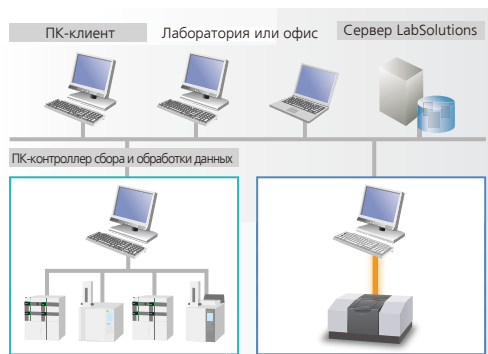 ПК-клиент
Лаборатория или офис
Сервер LabSolutions
ПК-контроллер сбора и обработки данных